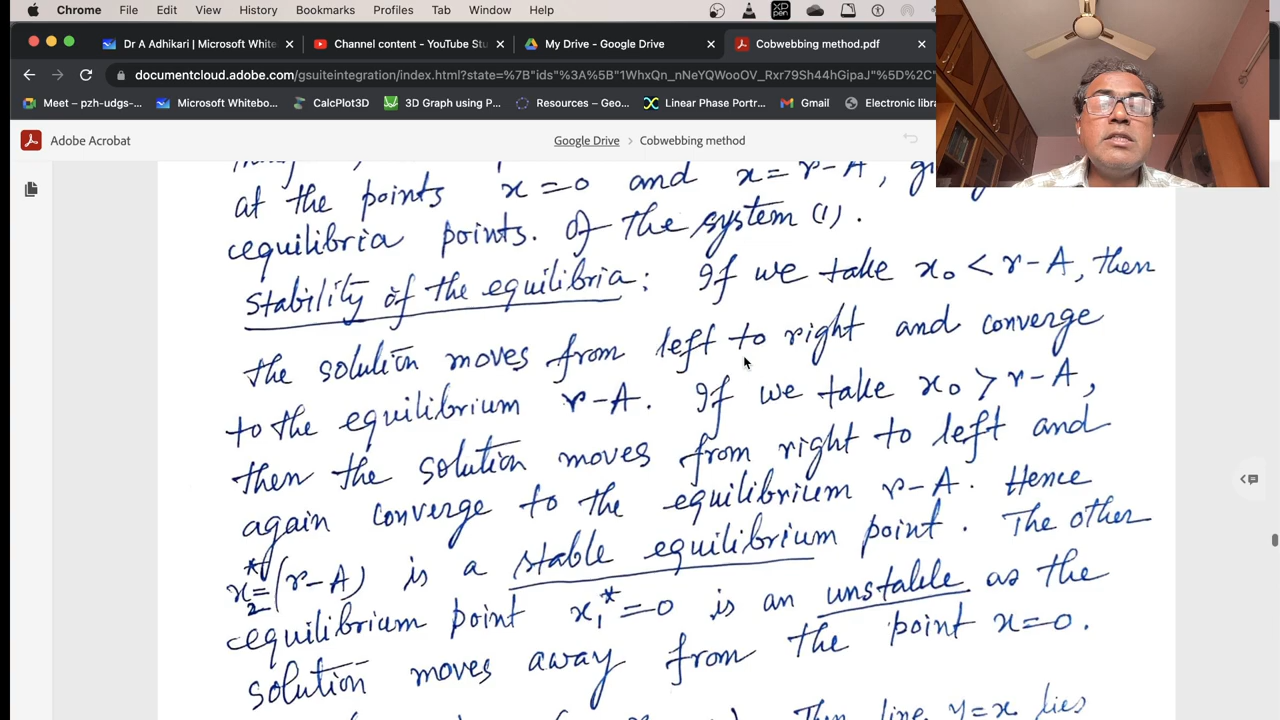 Chrome File Edit View History Bookmarks Profiles Tab Window Help
Dr A Adhikari | Microsoft White Channel content - YouTube Stu My Drive - Google Drive Cobwebbing method.pdf
documentcloud.adobe.com/gsuiteintegration/index.html?state=%7B"ids"%3A%5B"1WhxQn_nNeYQWooOV_Rxr79Sh44hGipaJ"%5D%2C"
Meet – pzh-udgs-... Microsoft Whitebo... CalcPlot3D 3D Graph using P... Resources – Geo... Linear Phase Portr... Gmail Electronic libra
Adobe Acrobat Google Drive > Cobwebbing method
at the points x=0 and x=r-A,
equilibria points. Of the system (1).
Stability of the equilibria: If we take x₀ < r-A, then
the solution moves from left to right and converge
to the equilibrium r-A. If we take x₀ > r-A,
then the solution moves from right to left and
again converge to the equilibrium r-A. Hence
x₂*=(r-A) is a stable equilibrium point. The other
equilibrium point x₁*=0 is an unstable as the
solution moves away from the point x=0.
Then line y=x lies